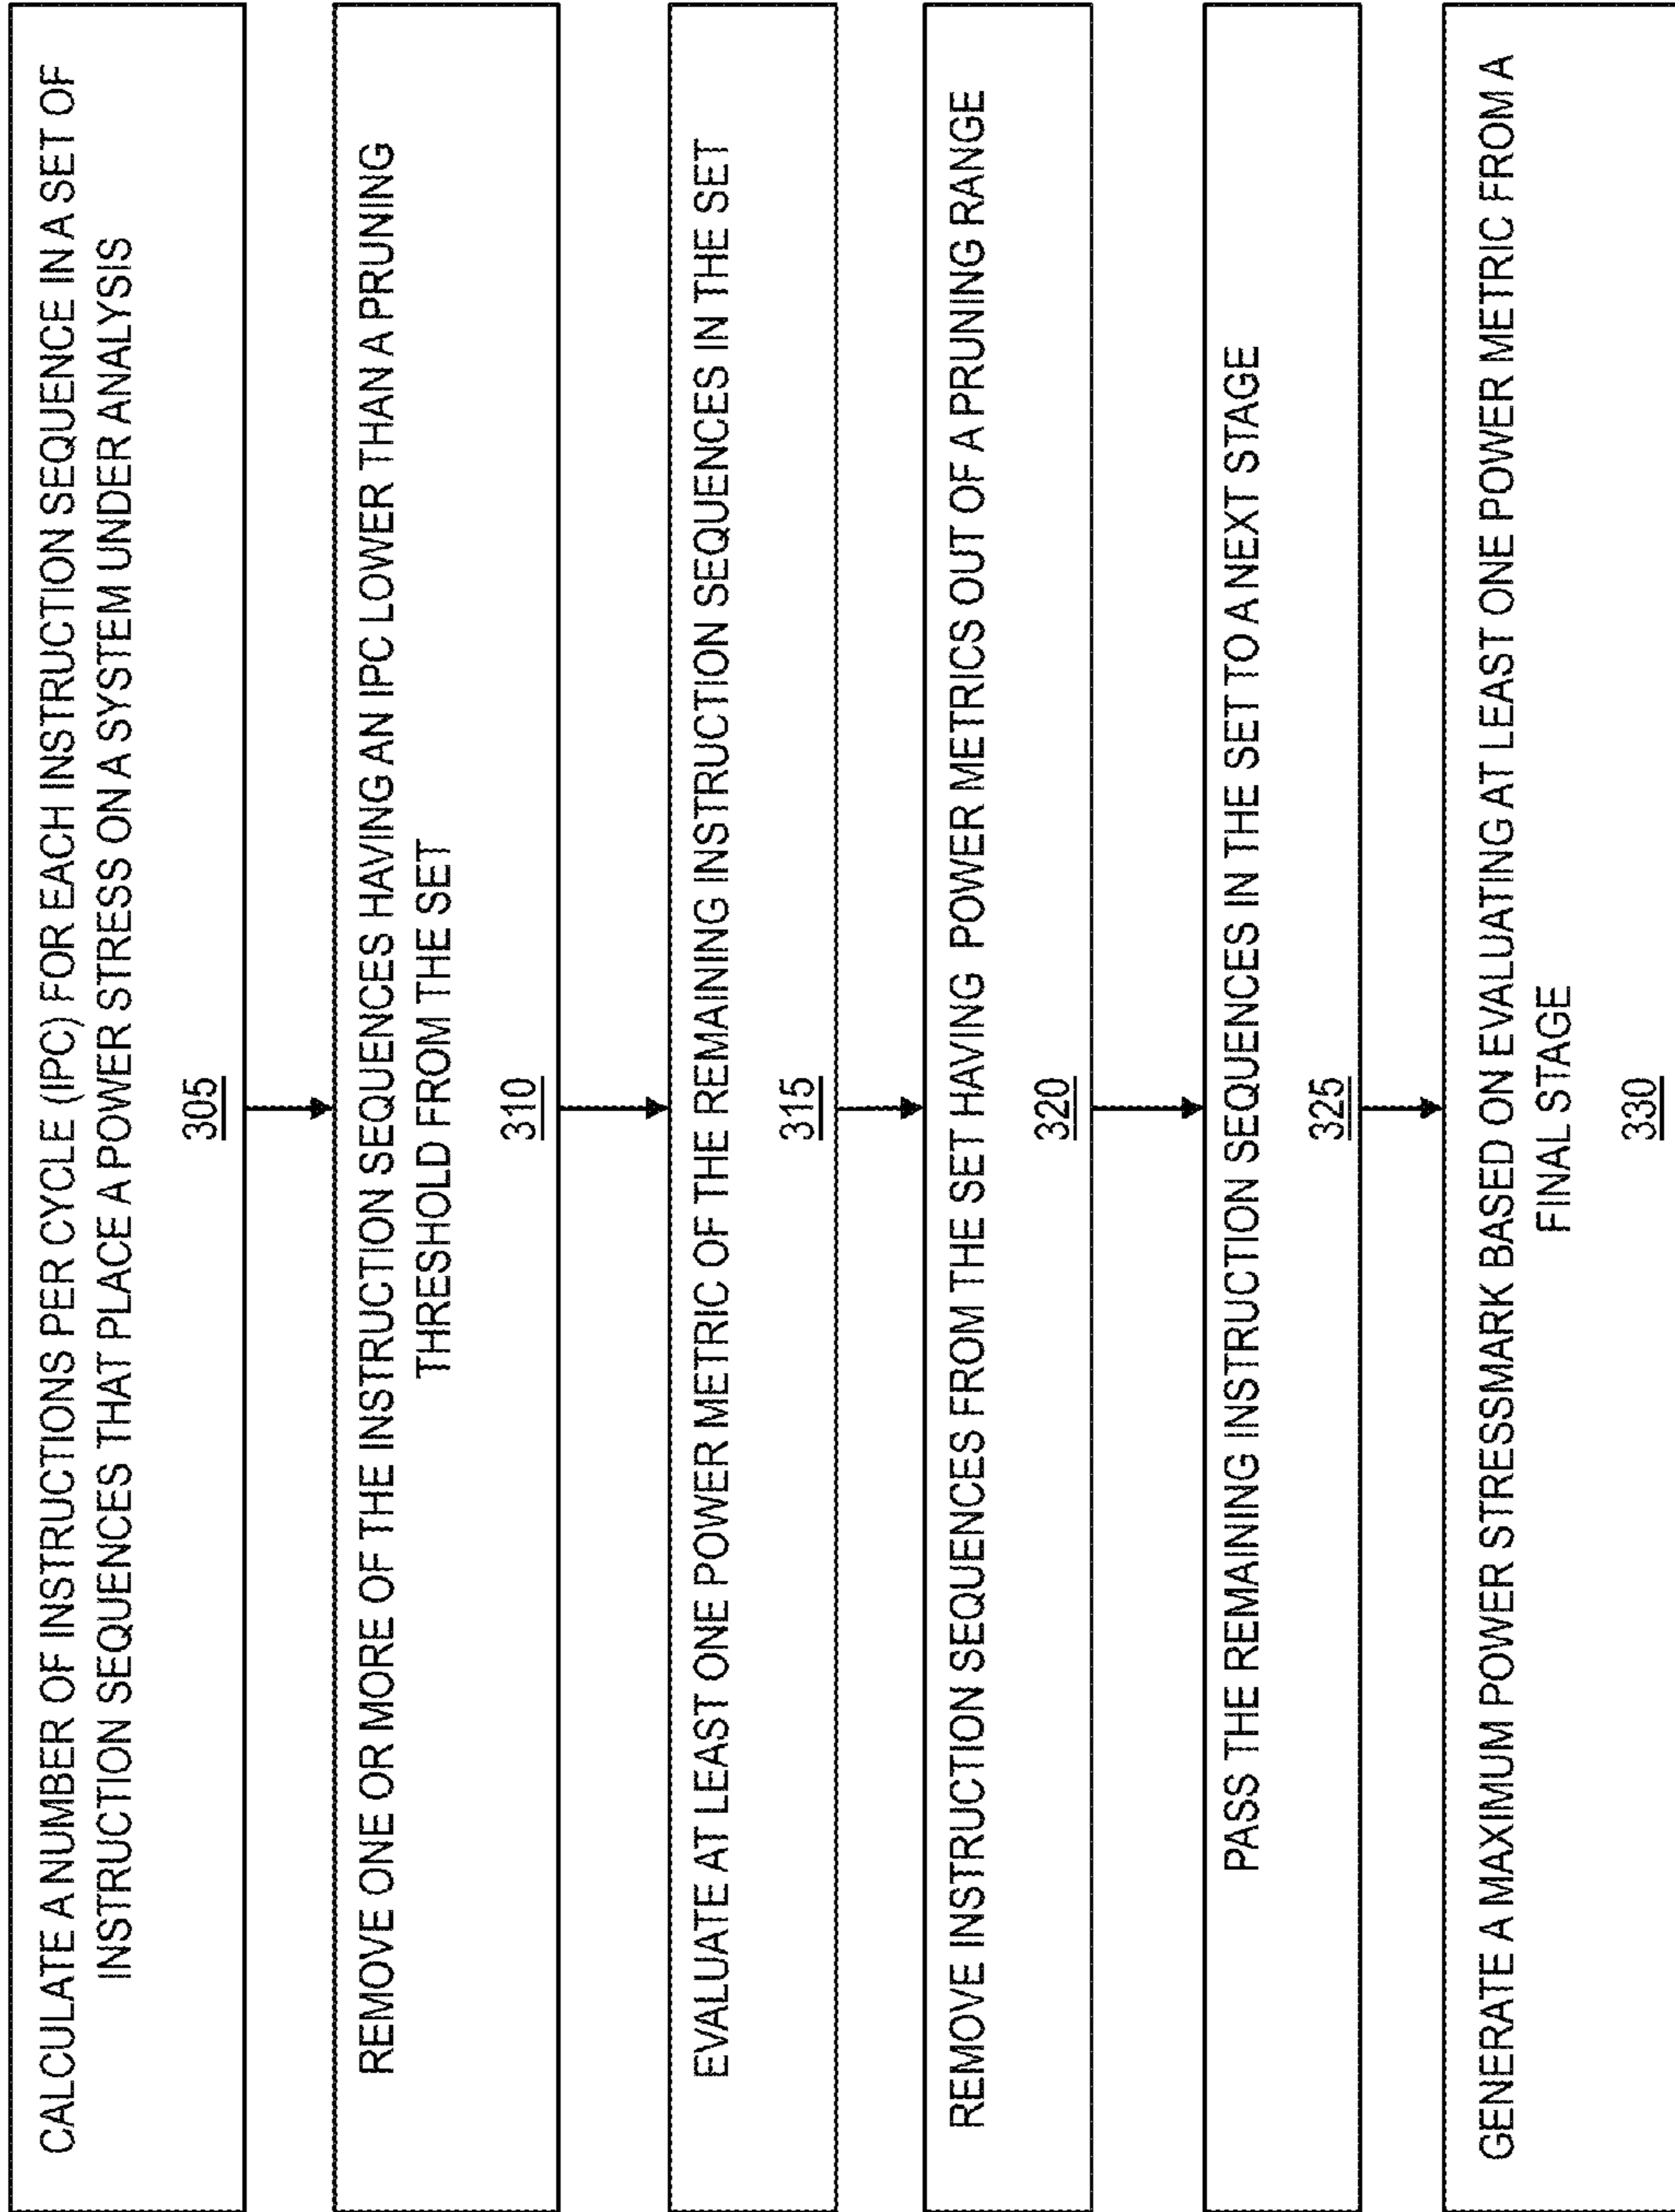 CALCULATE A NUMBER OF INSTRUCTIONS PER CYCLE (IPC) FOR EACH INSTRUCTION SEQUENCE IN A SET OF
INSTRUCTION SEQUENCES THAT PLACE A POWER STRESS ON A SYSTEM UNDER ANALYSIS
305
REMOVE ONE OR MORE OF THE INSTRUCTION SEQUENCES HAVING AN IPC LOWER THAN A PRUNING
THRESHOLD FROM THE SET
310
EVALUATE AT LEAST ONE POWER METRIC OF THE REMAINING INSTRUCTION SEQUENCES IN THE SET
315
REMOVE INSTRUCTION SEQUENCES FROM THE SET HAVING POWER METRICS OUT OF A PRUNING RANGE
320
PASS THE REMAINING INSTRUCTION SEQUENCES IN THE SET TO A NEXT STAGE
325
GENERATE A MAXIMUM POWER STRESSMARK BASED ON EVALUATING AT LEAST ONE POWER METRIC FROM A
FINAL STAGE
330